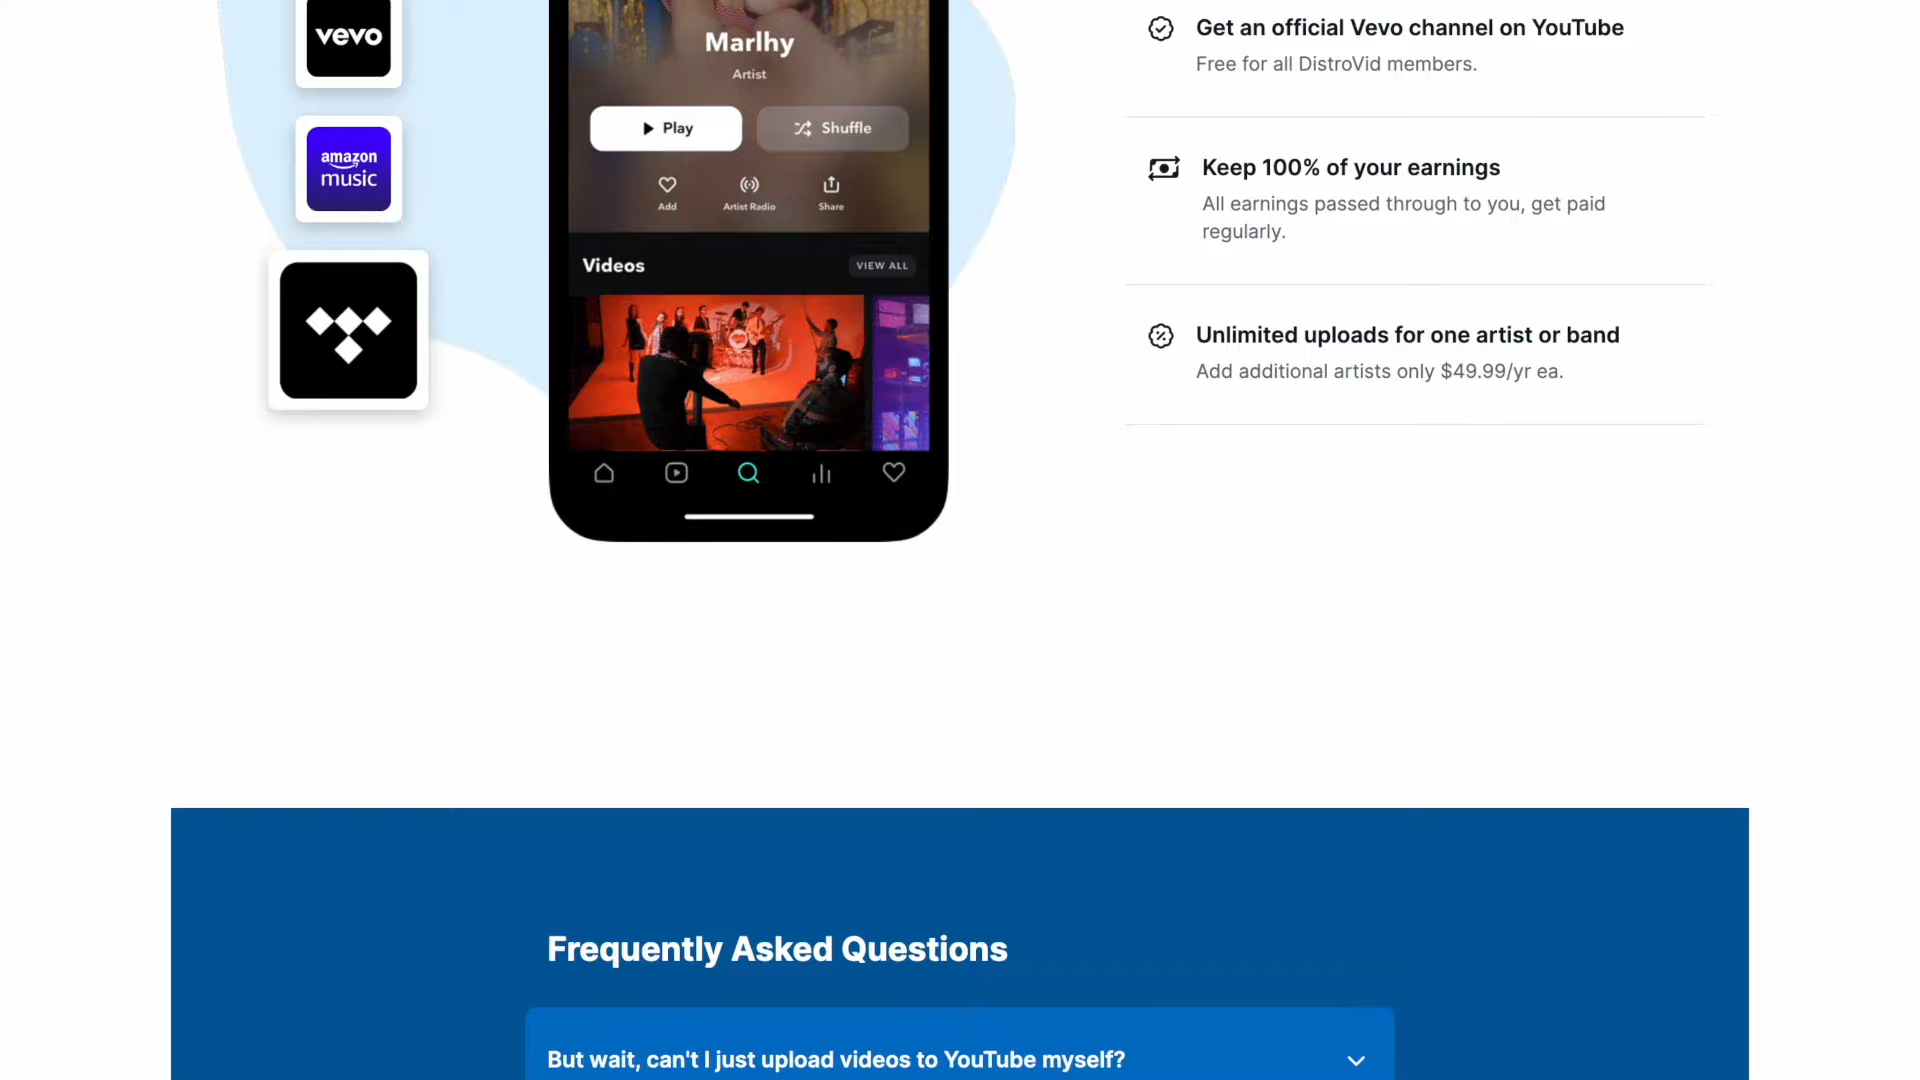 vevo
amazon
music
Marlhy
Artist
Play
Shuffle
Add
Artist Radio
Share
Videos
VIEW ALL
Get an official Vevo channel on YouTube
Free for all DistroVid members.
Keep 100% of your earnings
All earnings passed through to you, get paid
regularly.
Unlimited uploads for one artist or band
Add additional artists only $49.99/yr ea.
Frequently Asked Questions
But wait, can't I just upload videos to YouTube myself?